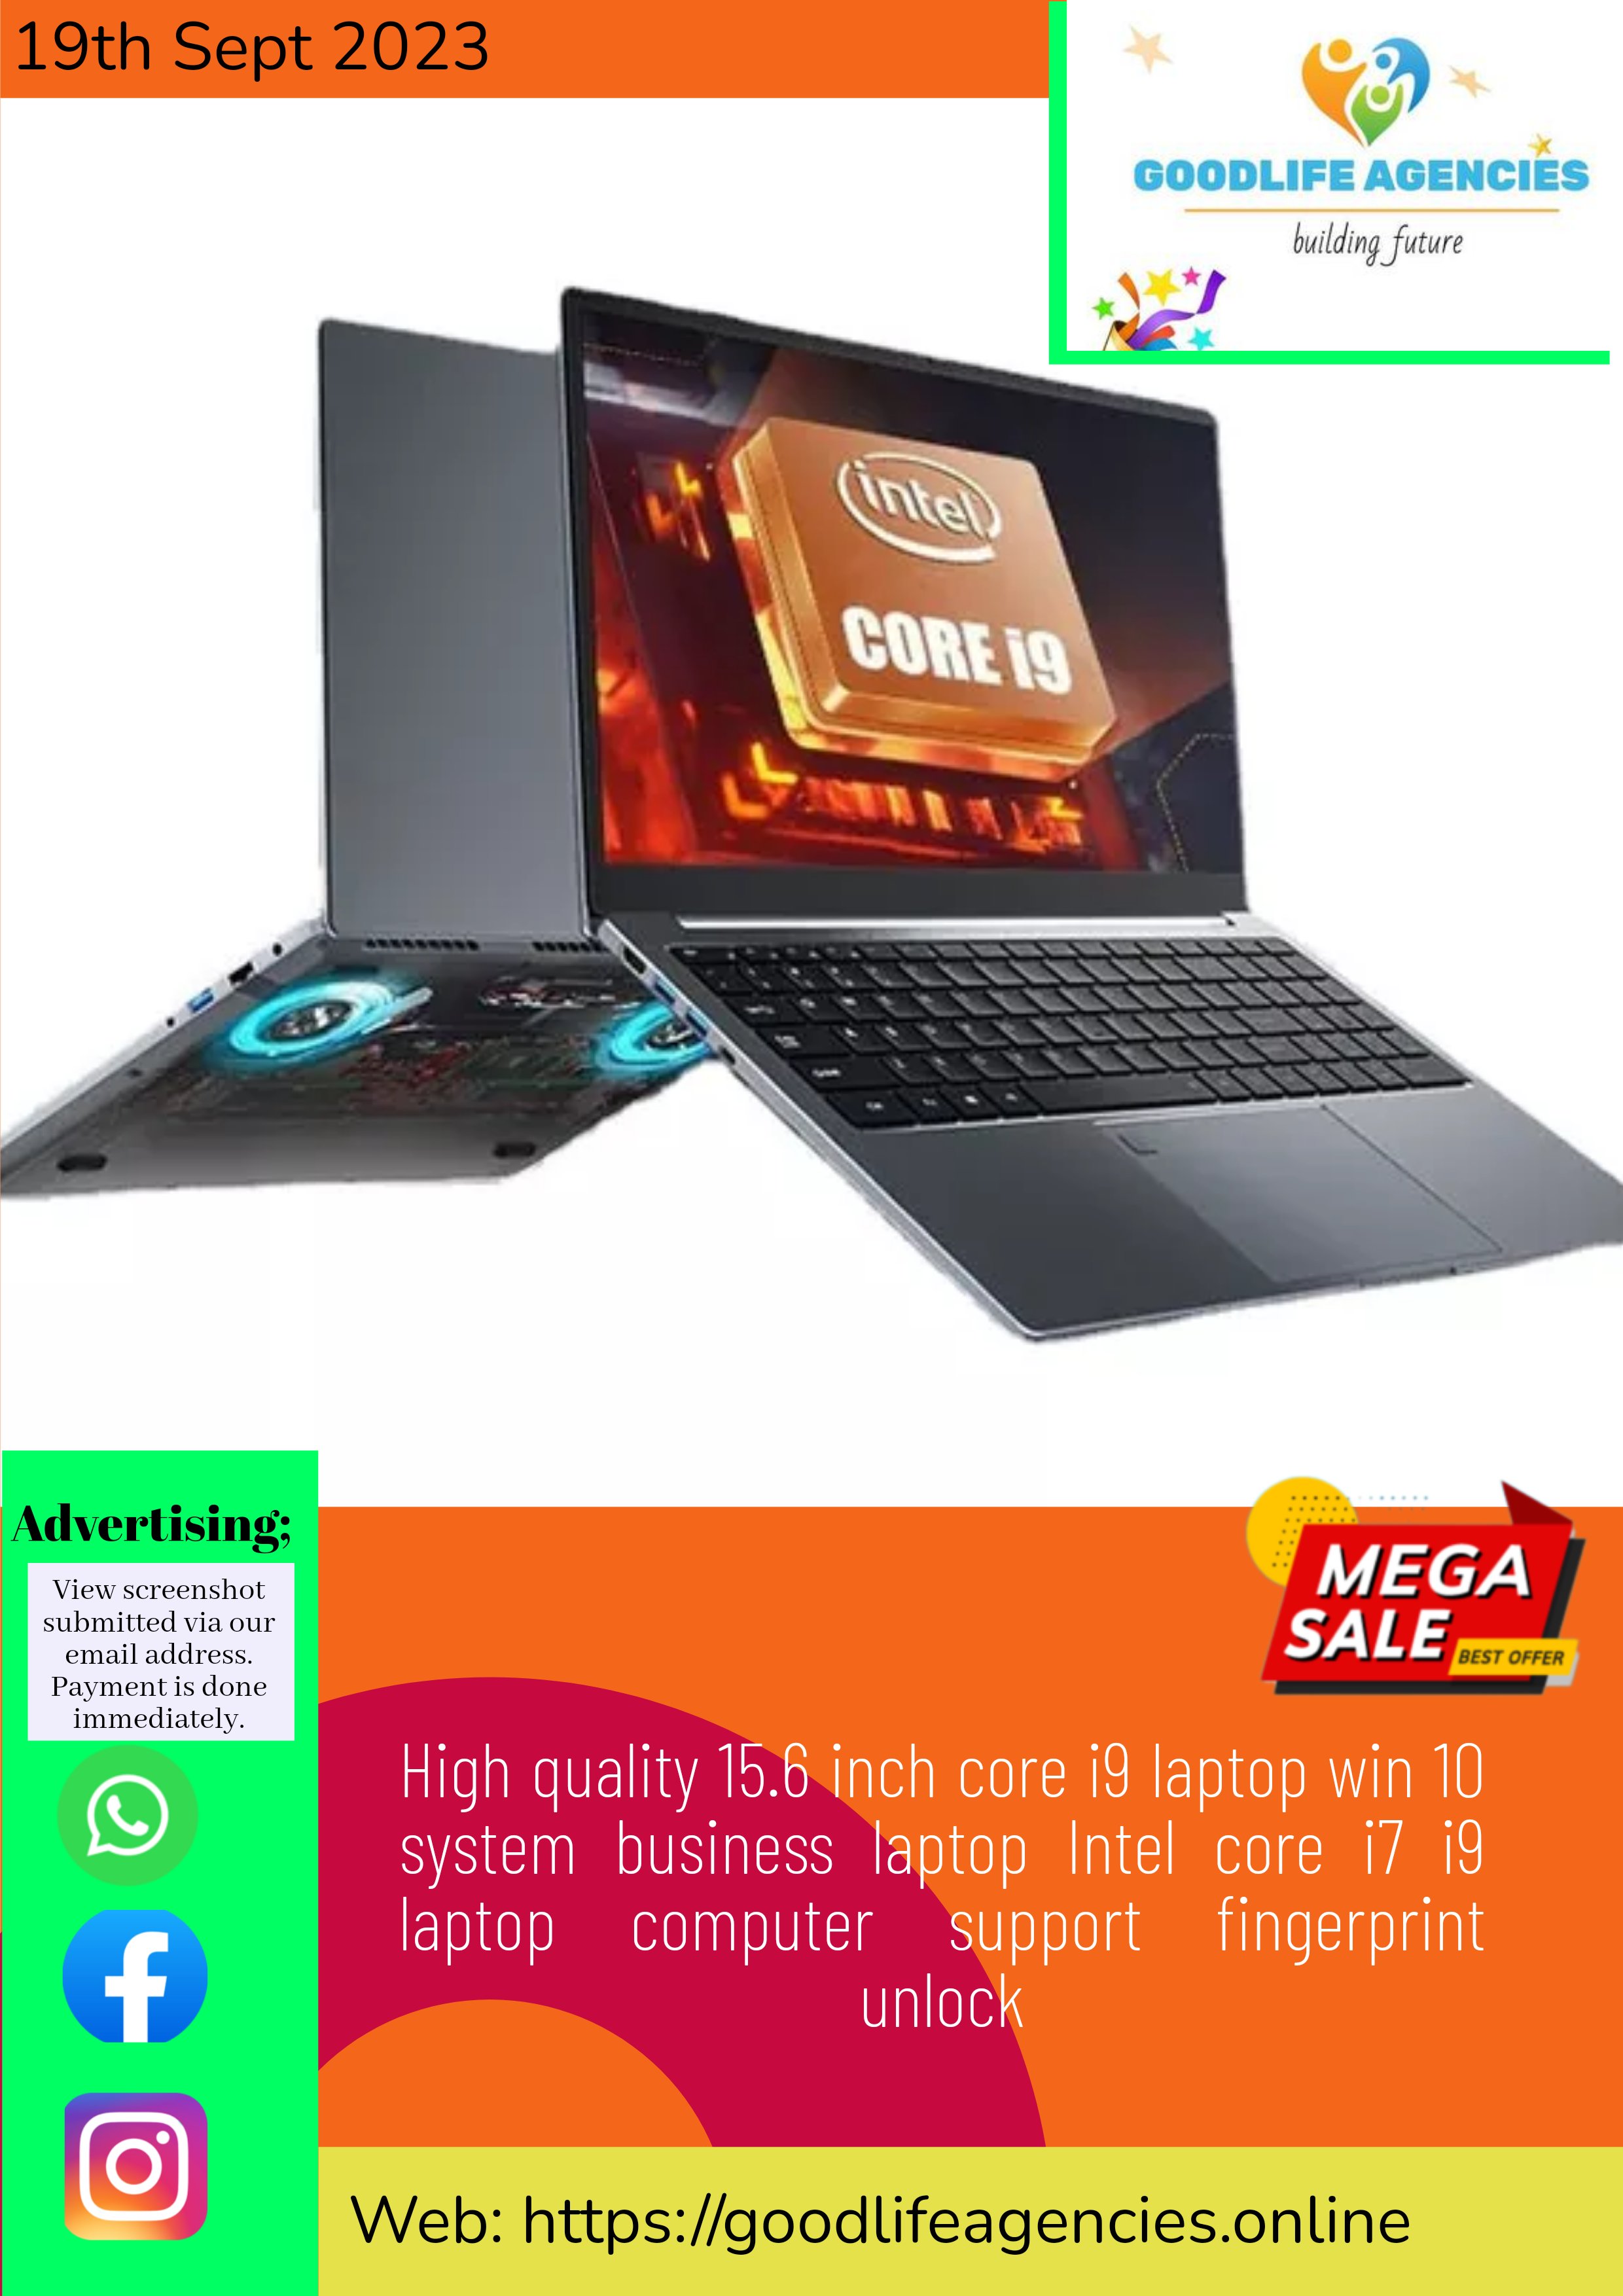 19th Sept 2023
GOODLIFE AGENCIES
building future
intel
CORE i9
Advertising;
View screenshot
submitted via our
email address.
Payment is done
immediately.
MEGA
SALE
BEST OFFER
High quality 15.6 inch core i9 laptop win 10
system business laptop Intel core i7 i9
laptop computer support fingerprint
unlock
Web: https://goodlifeagencies.online